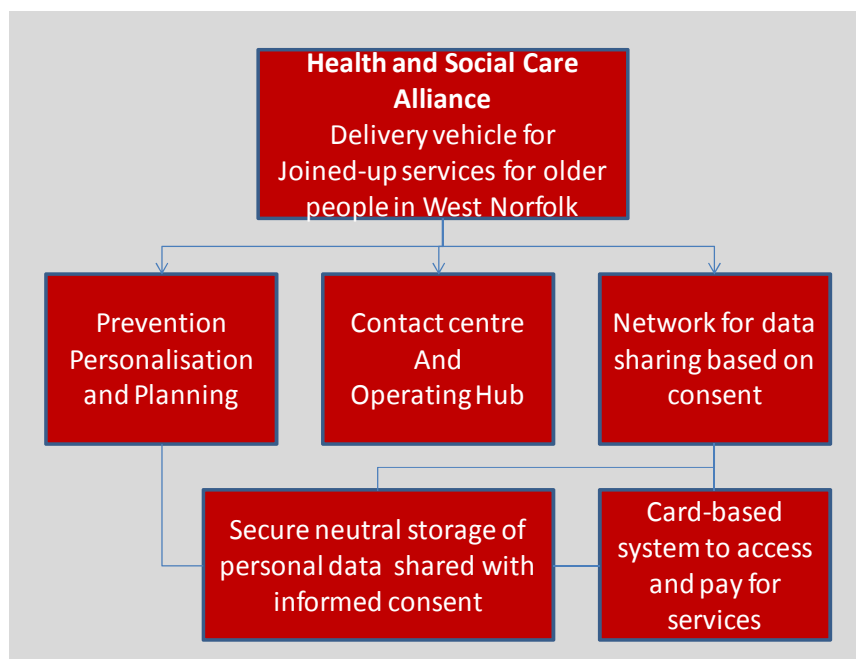 Health and Social Care
Alliance
Delivery vehicle for
Joined-up services for older
people in West Norfolk
Prevention
Personalisation
and Planning
Contact centre
And
Operating Hub
Network for data
sharing based on
consent
Secure neutral storage of
personal data shared with
informed consent
Card-based
system to access
and pay for
services